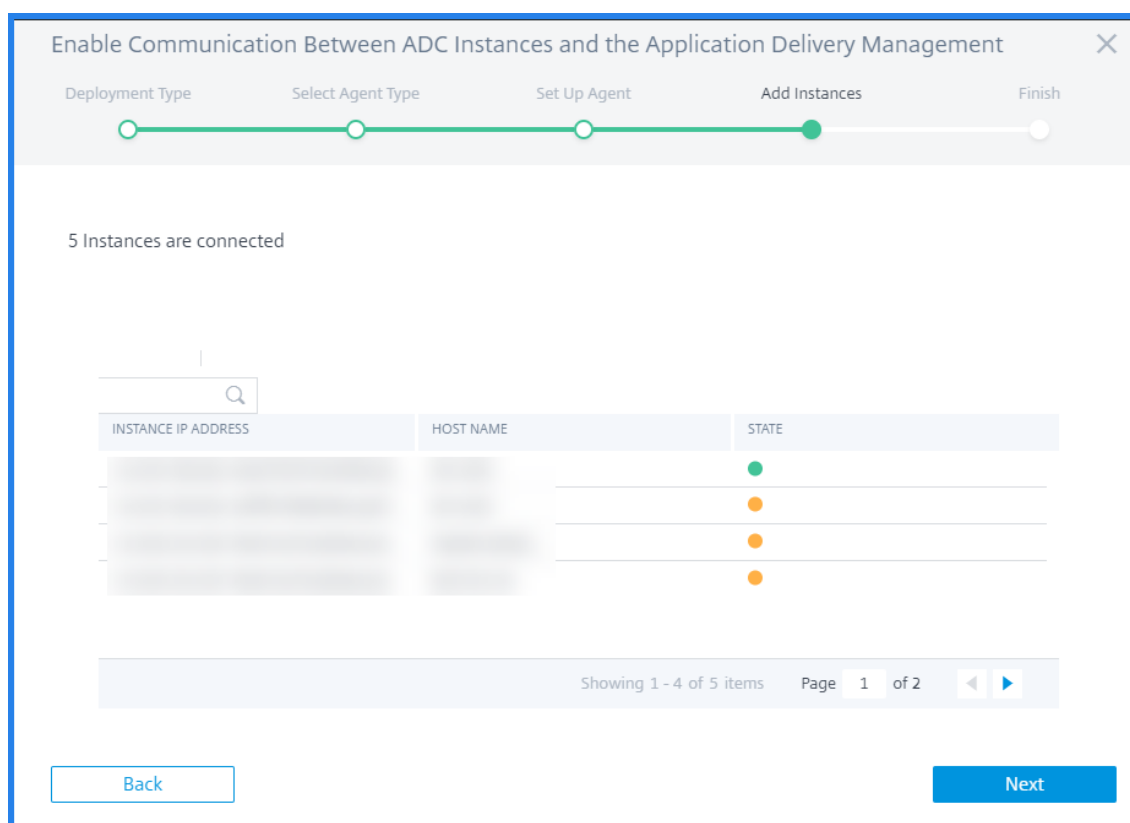 Enable Communication Between ADC Instances and the Application Delivery Management
Deployment Type Select Agent Type Set Up Agent Add Instances Finish
5 Instances are connected
INSTANCE IP ADDRESS HOST NAME STATE
Showing 1 - 4 of 5 items Page 1 of 2
Back Next